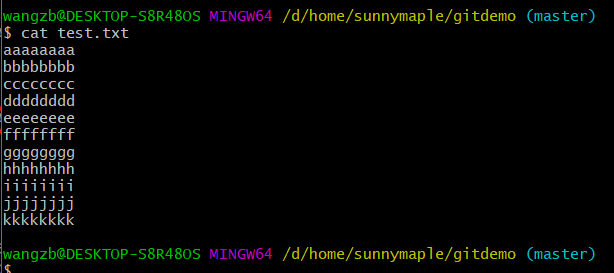 wangzb@DESKTOP-S8R48OS MINGW64 /d/home/sunnymaple/gitdemo (master)
$ cat test.txt
aaaaaaaa
bbbbbbbb
cccccccc
dddddddd
eeeeeeee
ffffffff
gggggggg
hhhhhhhh
iiiiiiii
jjjjjjjj
kkkkkkkk
wangzb@DESKTOP-S8R48OS MINGW64 /d/home/sunnymaple/gitdemo (master)
$